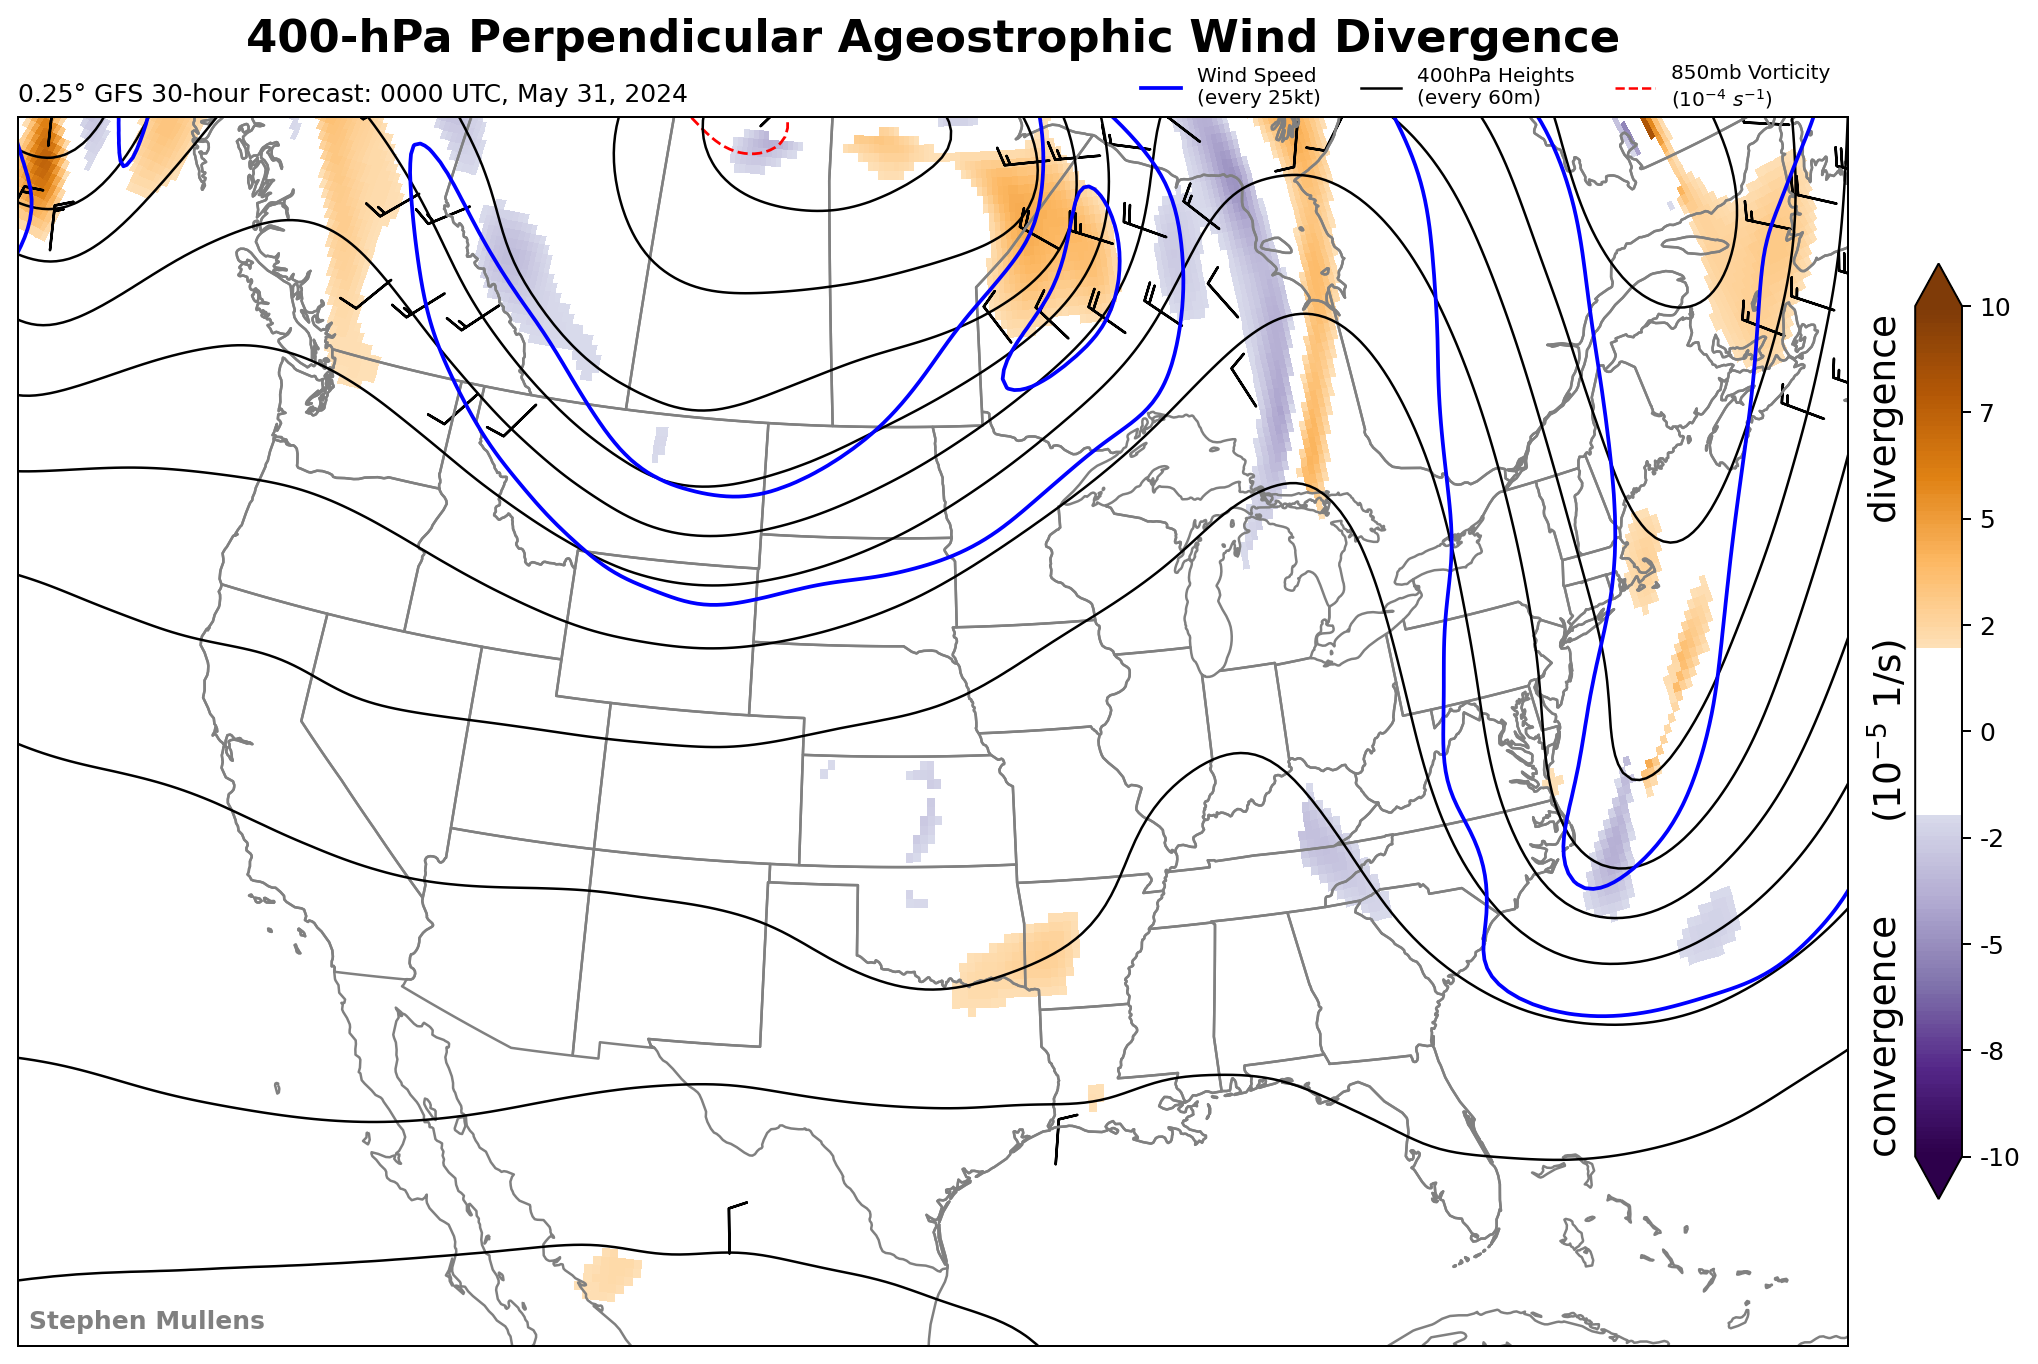 400-hPa Perpendicular Ageostrophic Wind Divergence
0.25° GFS 30-hour Forecast: 0000 UTC, May 31, 2024
Wind Speed
(every 25kt)
400hPa Heights
(every 60m)
850mb Vorticity
(10⁻⁴ s⁻¹)
10
7
5
2
0
-2
-5
-8
-10
convergence (10⁻⁵ 1/s) divergence
Stephen Mullens